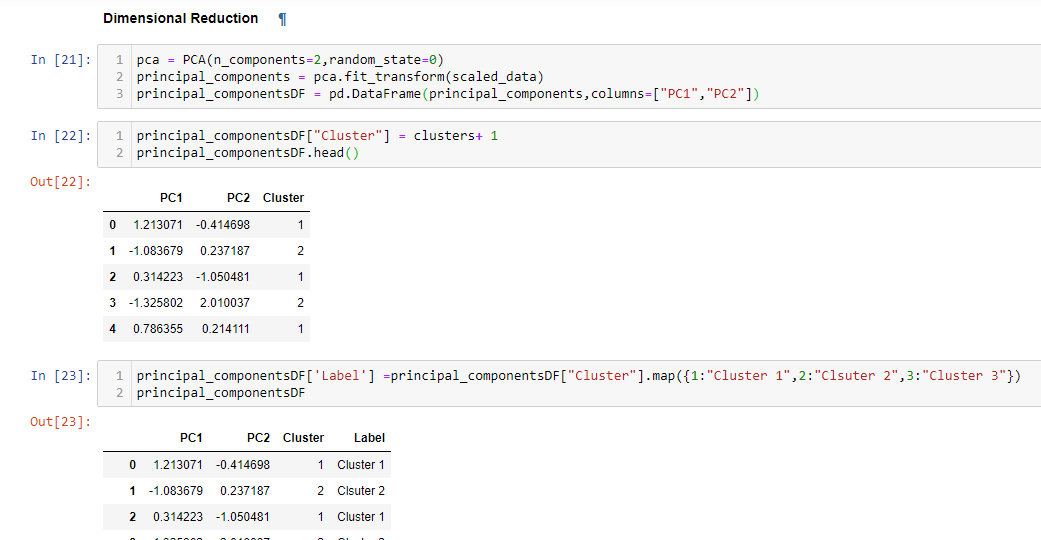 Dimensional Reduction ¶
In [21]:
1 pca = PCA(n_components=2,random_state=0)
2 principal_components = pca.fit_transform(scaled_data)
3 principal_componentsDF = pd.DataFrame(principal_components,columns=["PC1","PC2"])
In [22]:
1 principal_componentsDF["Cluster"] = clusters+ 1
2 principal_componentsDF.head()
Out[22]:
PC1 PC2 Cluster
0 1.213071 -0.414698 1
1 -1.083679 0.237187 2
2 0.314223 -1.050481 1
3 -1.325802 2.010037 2
4 0.786355 0.214111 1
In [23]:
1 principal_componentsDF['Label'] =principal_componentsDF["Cluster"].map({1:"Cluster 1",2:"Clsuter 2",3:"Cluster 3"})
2 principal_componentsDF
Out[23]:
PC1 PC2 Cluster Label
0 1.213071 -0.414698 1 Cluster 1
1 -1.083679 0.237187 2 Clsuter 2
2 0.314223 -1.050481 1 Cluster 1